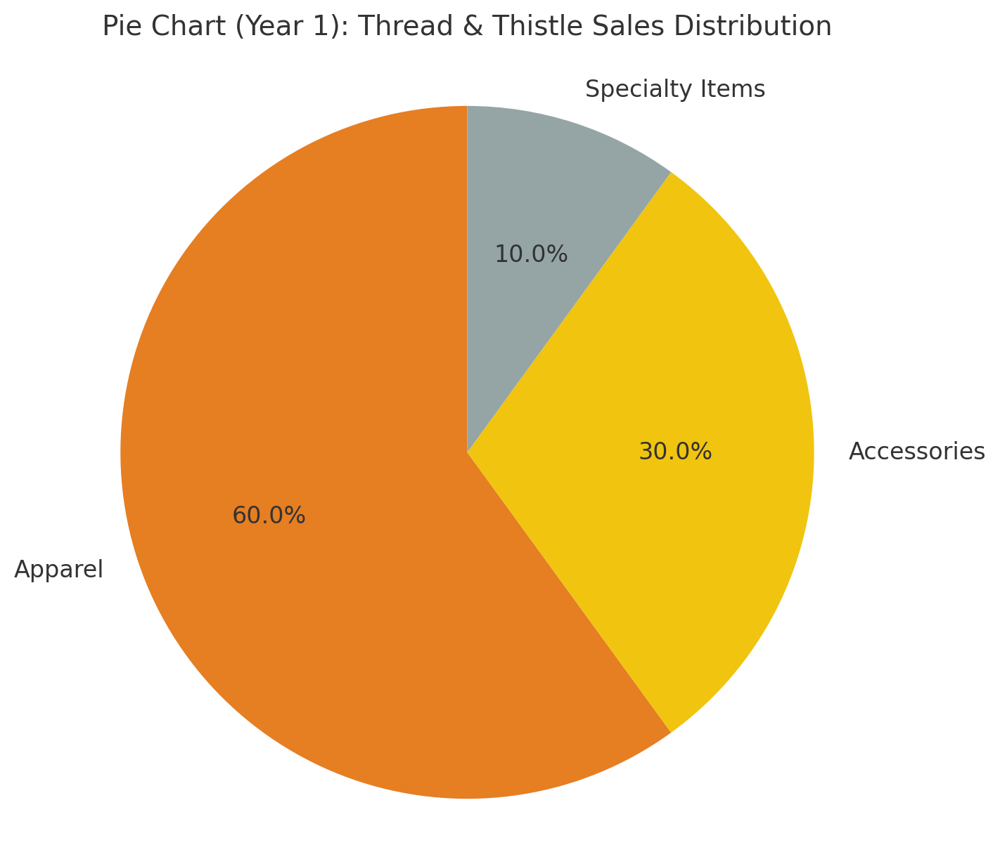 Pie Chart (Year 1): Thread & Thistle Sales Distribution
Specialty Items
10.0%
30.0%
Accessories
60.0%
Apparel